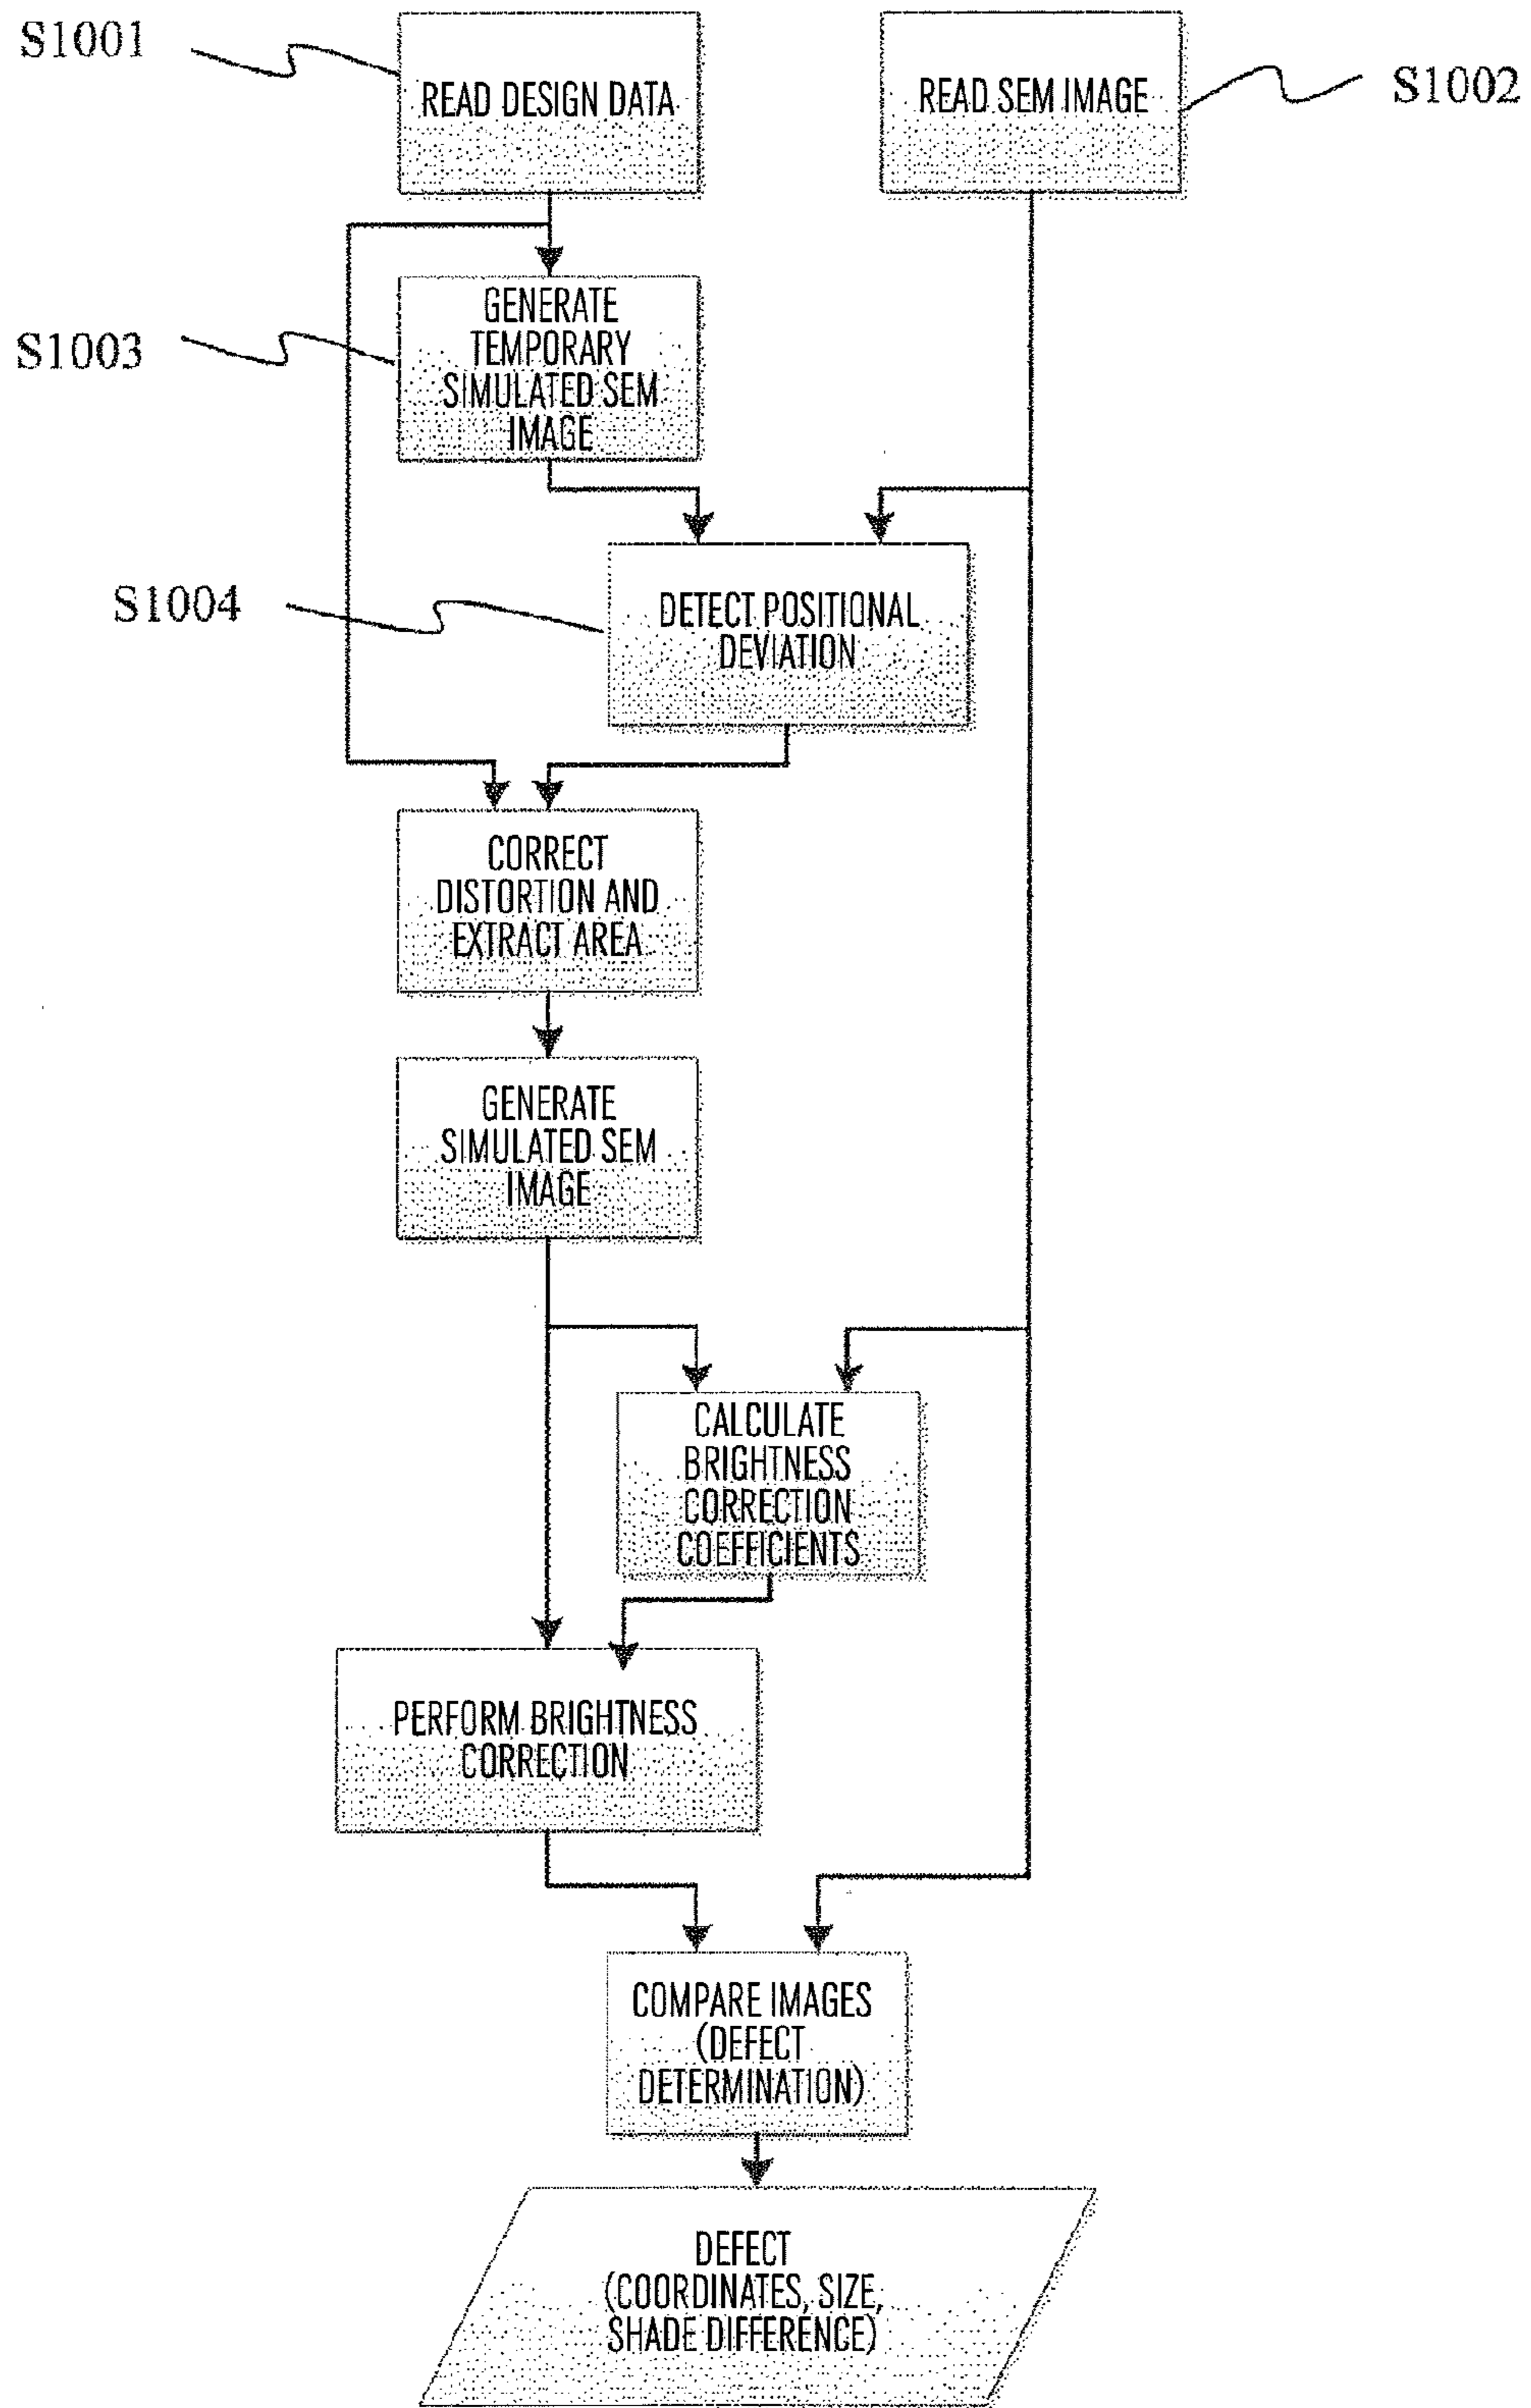 S1001
READ DESIGN DATA
READ SEM IMAGE
S1002
S1003
GENERATE
TEMPORARY
SIMULATED SEM
IMAGE
S1004
DETECT POSITIONAL
DEVIATION
CORRECT
DISTORTION AND
EXTRACT AREA
GENERATE
SIMULATED SEM
IMAGE
CALCULATE
BRIGHTNESS
CORRECTION
COEFFICIENTS
PERFORM BRIGHTNESS
CORRECTION
COMPARE IMAGES
(DEFECT
DETERMINATION)
DEFECT
(COORDINATES, SIZE,
SHADE DIFFERENCE)